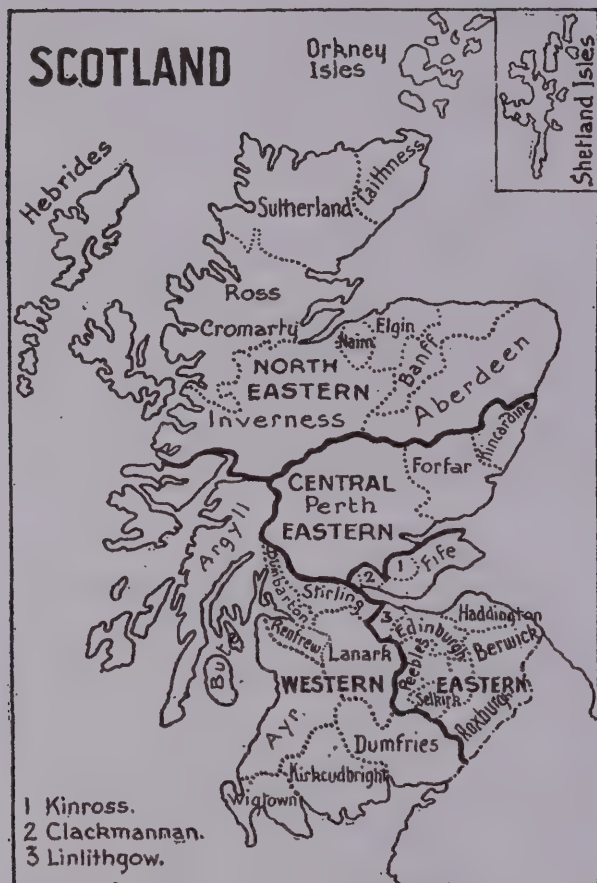 SCOTLAND
Orkney
Isles
Shetland Isles
Hebrides
Caithness
Sutherland
Ross
Cromarty
Nairn
Elgin
Banff
Aberdeen
NORTH
EASTERN
Inverness
Kincardine
Forfar
CENTRAL
Perth
EASTERN
Argyll
1
Fife
2
Dumbarton
Stirling
3
Haddington
Edinburgh
Berwick
Renfrew
Lanark
Peebles
Bute
WESTERN
EASTERN
Selkirk
Roxburgh
Ayr
Dumfries
Kirkcudbright
Wigtown
1 Kinross.
2 Clackmannan.
3 Linlithgow.